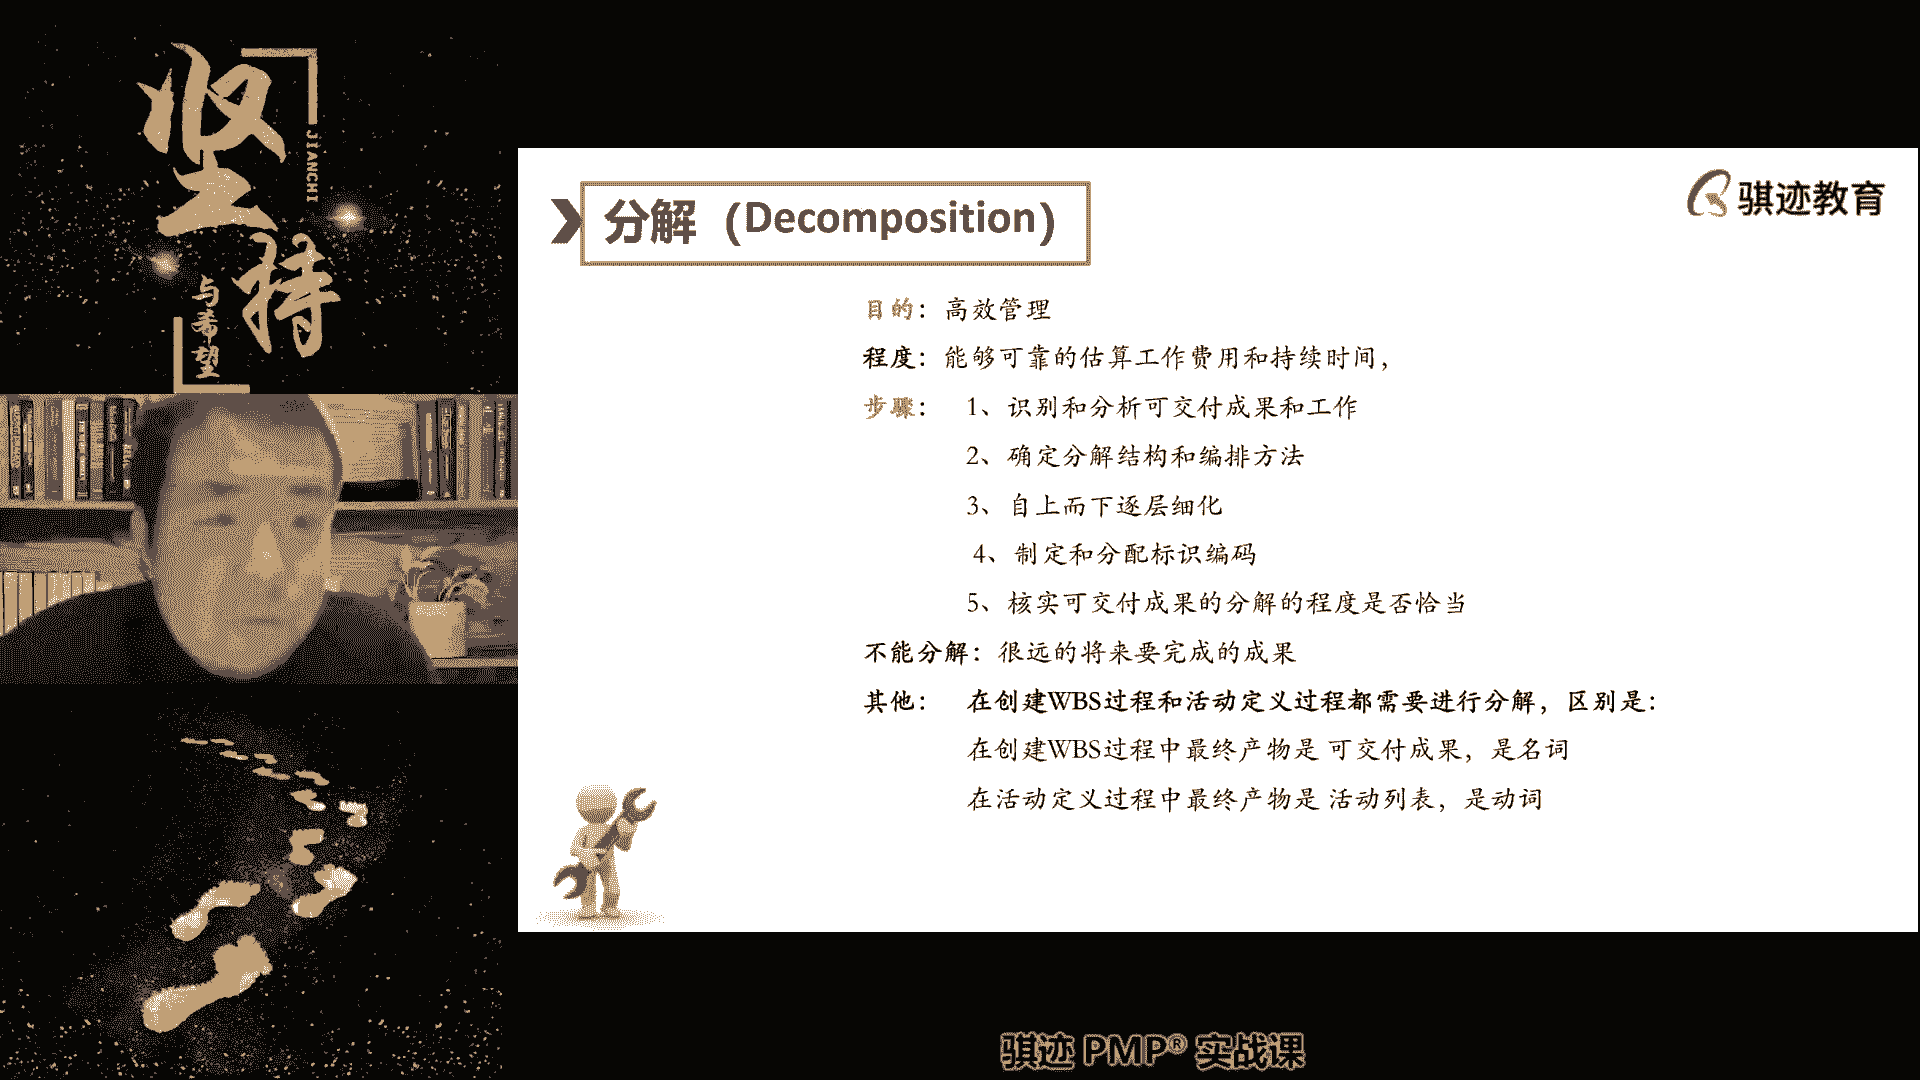 坚持
JIANCHI
与希望
分解（Decomposition）
骐迹教育
目的：高效管理
程度：能够可靠的估算工作费用和持续时间，
步骤：1、识别和分析可交付成果和工作
2、确定分解结构和编排方法
3、自上而下逐层细化
4、制定和分配标识编码
5、核实可交付成果的分解的程度是否恰当
不能分解：很远的将来要完成的成果
其他：在创建WBS过程和活动定义过程都需要进行分解，区别是：
在创建WBS过程中最终产物是 可交付成果，是名词
在活动定义过程中最终产物是 活动列表，是动词
骐迹 PMP® 实战课